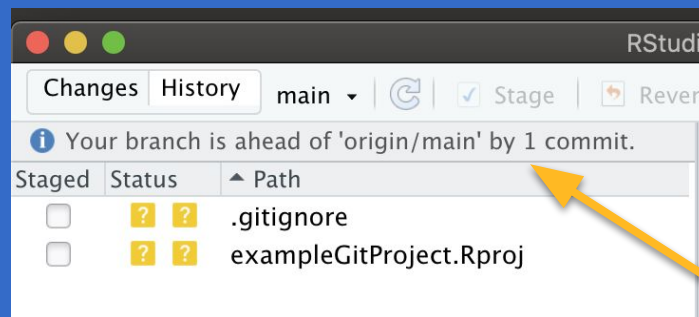 RStudi
Changes History main Stage Rever
Your branch is ahead of 'origin/main' by 1 commit.
Staged Status Path
? ? .gitignore
? ? exampleGitProject.Rproj